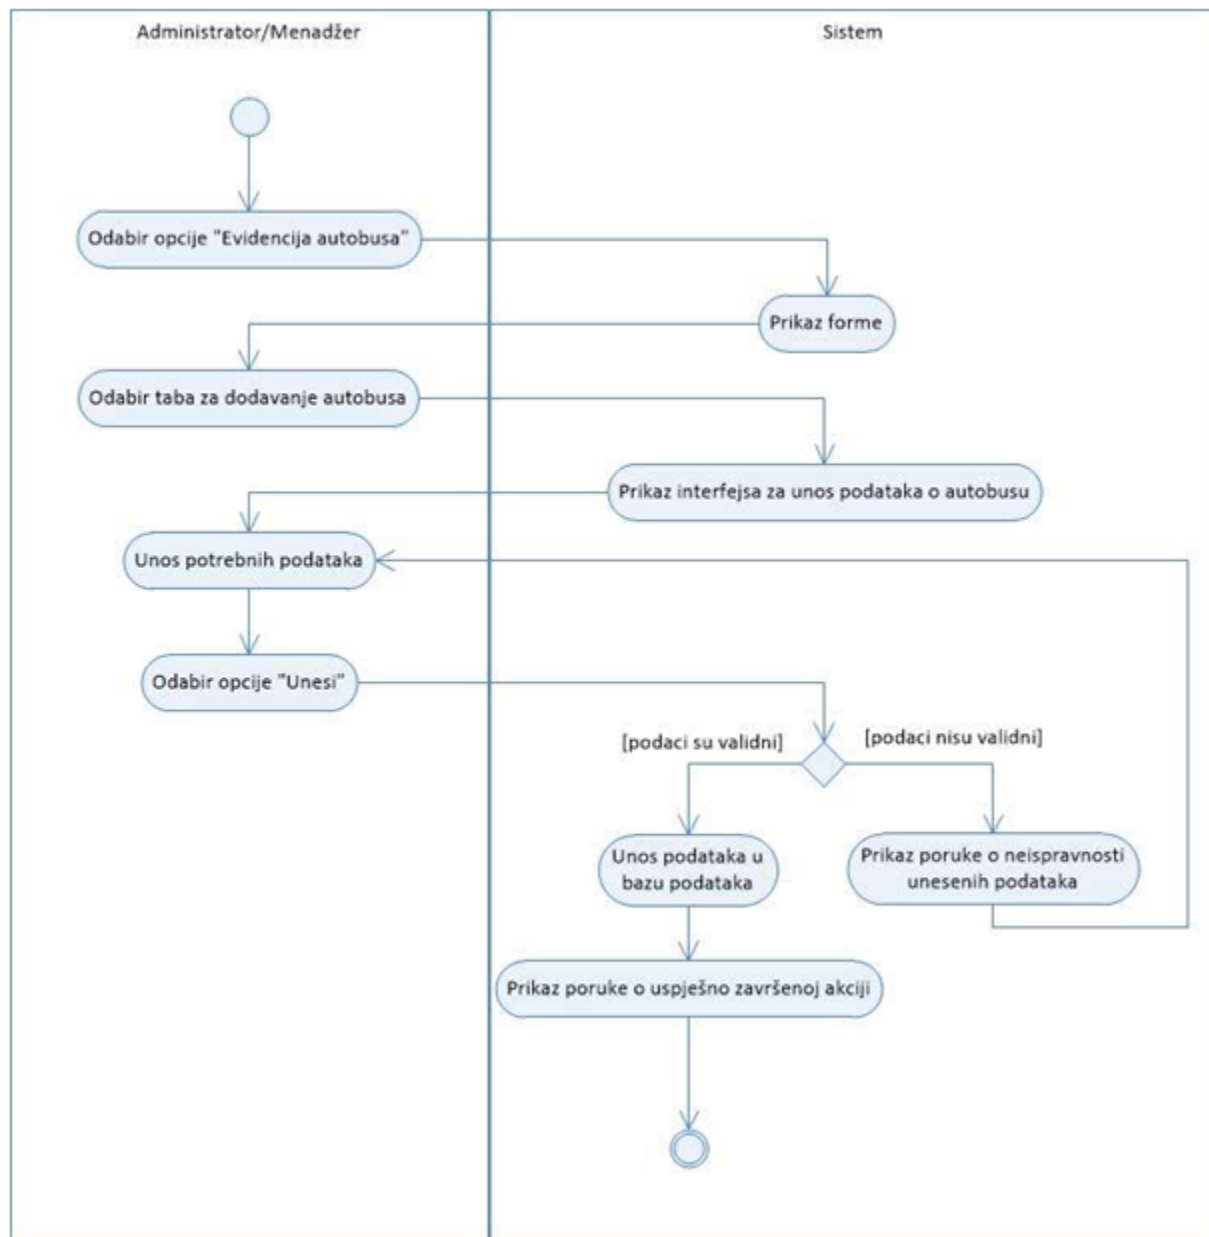 Administrator/Menadžer
Sistem
Odabir opcije "Evidencija autobusa"
Prikaz forme
Odabir taba za dodavanje autobusa
Prikaz interfejsa za unos podataka o autobusu
Unos potrebnih podataka
Odabir opcije "Unesi"
[podaci su validni]
[podaci nisu validni]
Unos podataka u
bazu podataka
Prikaz poruke o neispravnosti
unesenih podataka
Prikaz poruke o uspješno završenoj akciji